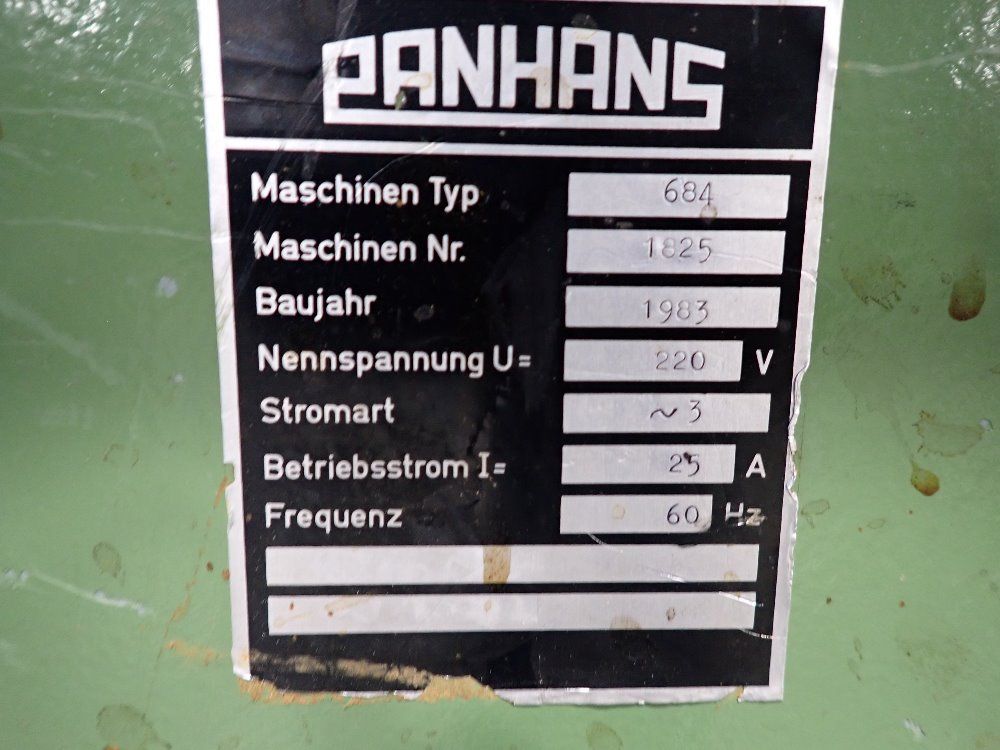 PANHANS
Maschinen Typ 684
Maschinen Nr. 1825
Baujahr 1983
Nennspannung U= 220 V
Stromart ~3
Betriebsstrom I= 25 A
Frequenz 60 Hz